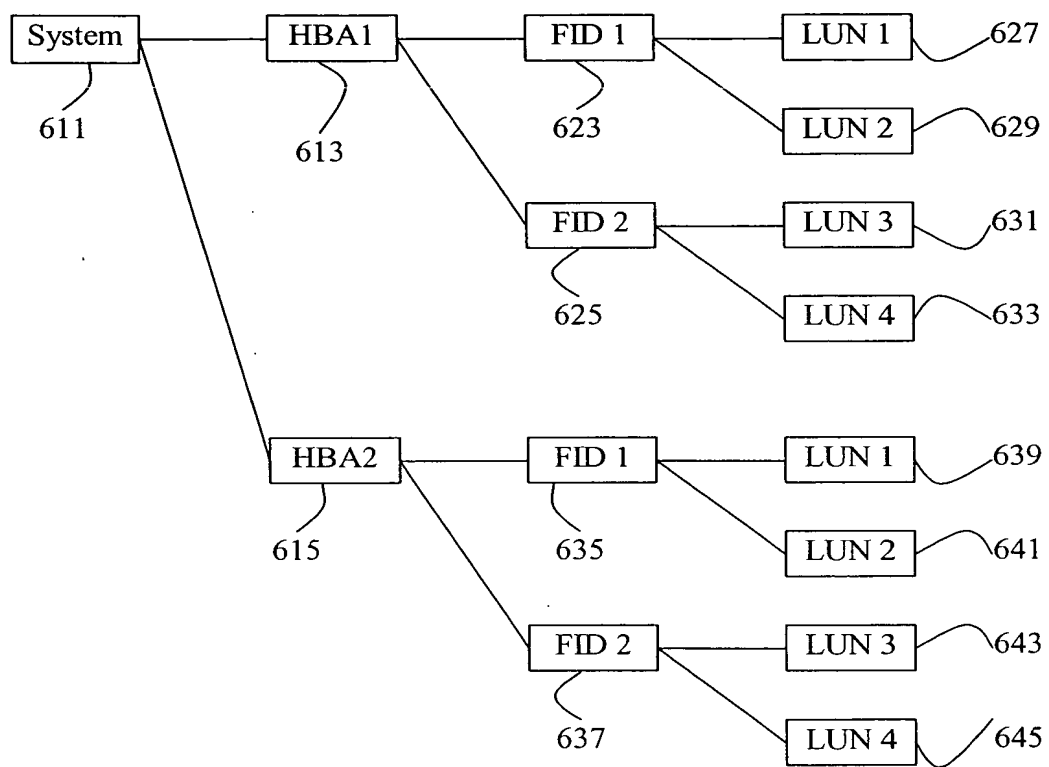 System HBA1 FID 1 LUN 1 627
611 613 623 LUN 2 629
FID 2 LUN 3 631
625 LUN 4 633
HBA2 FID 1 LUN 1 639
615 635 LUN 2 641
FID 2 LUN 3 643
637 LUN 4 645